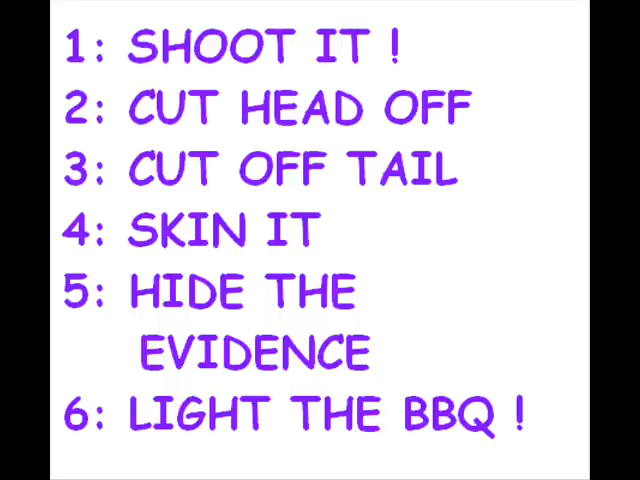 1: SHOOT IT !
2: CUT HEAD OFF
3: CUT OFF TAIL
4: SKIN IT
5: HIDE THE
EVIDENCE
6: LIGHT THE BBQ !